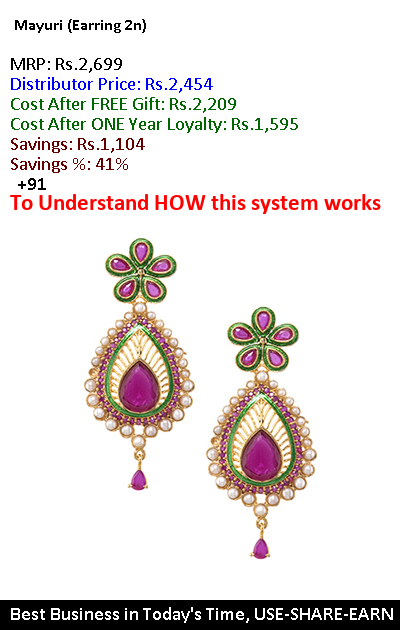 Mayuri (Earring 2n)
MRP: Rs.2,699
Distributor Price: Rs.2,454
Cost After FREE Gift: Rs.2,209
Cost After ONE Year Loyalty: Rs.1,595
Savings: Rs.1,104
Savings %: 41%
+91
To Understand HOW this system works
Best Business in Today's Time, USE-SHARE-EARN